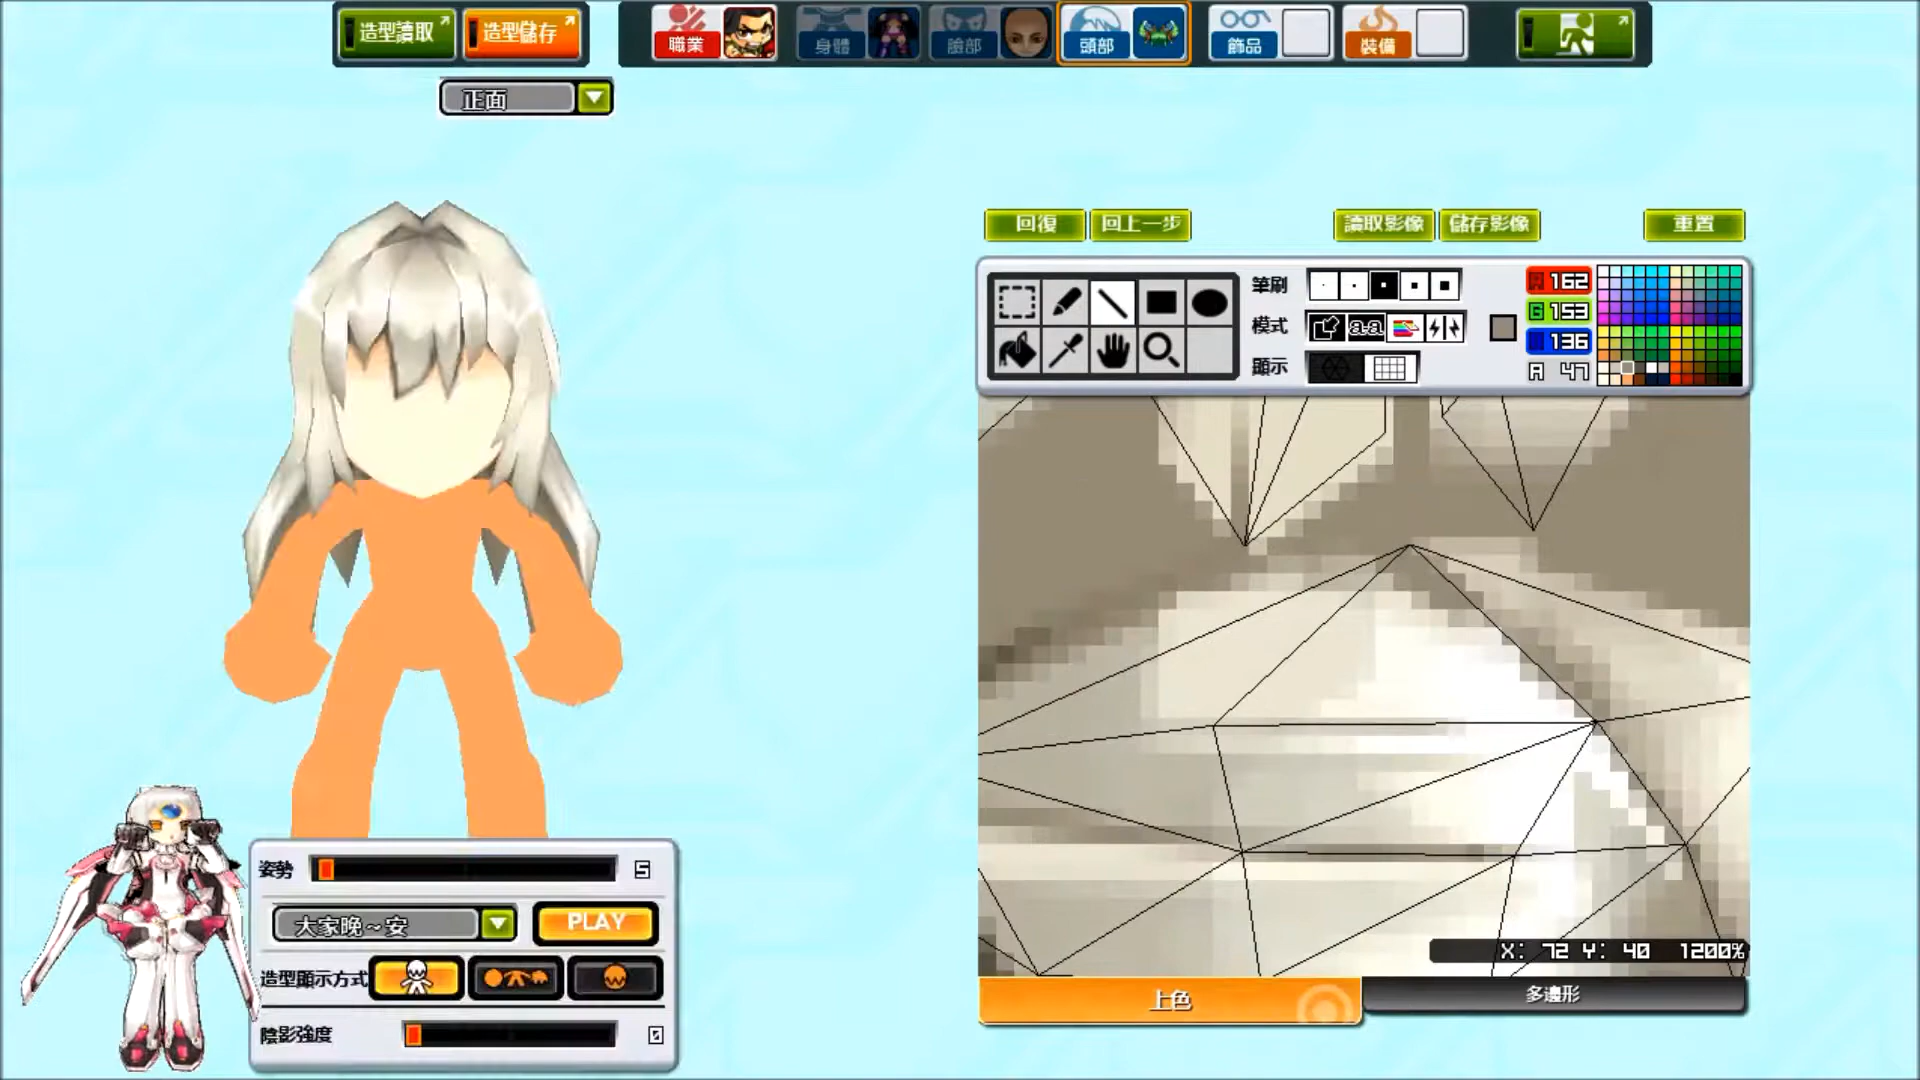 造型讀取
造型儲存
職業
身體
臉部
頭部
飾品
裝備
正面
回復
回上一步
讀取影像
儲存影像
重置
筆刷
模式
aa
顯示
R 162
G 153
136
A 47
X: 72 Y: 40 1200%
上色
多邊形
姿勢
5
大家晚~安
PLAY
造型顯示方式
陰影強度
0